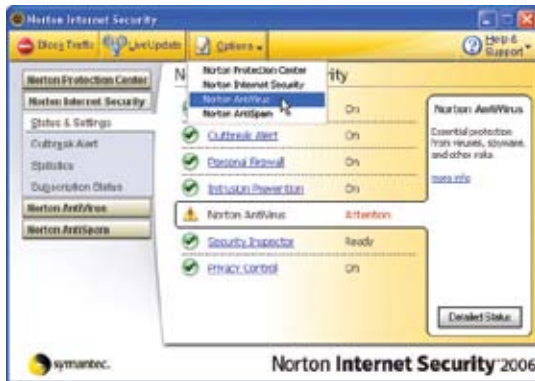 Norton Internet Security
Block Traffic
LiveUpdate
Options
Help & Support
Norton Protection Center
Norton Internet Security
Norton AntiVirus
Norton AntiSpam
Norton Protection Center
Norton Internet Security
Status & Settings
Outbreak Alert
Statistics
Subscription Status
Norton AntiVirus
Norton AntiSpam
N
ity
On
Outbreak Alert On
Personal Firewall On
Intrusion Prevention On
Norton AntiVirus Attention
Security Inspector Ready
Privacy Control On
Norton AntiVirus
Essential protection
from viruses, spyware,
and other risks.
more info
Detailed Status
symantec.
Norton Internet Security 2006